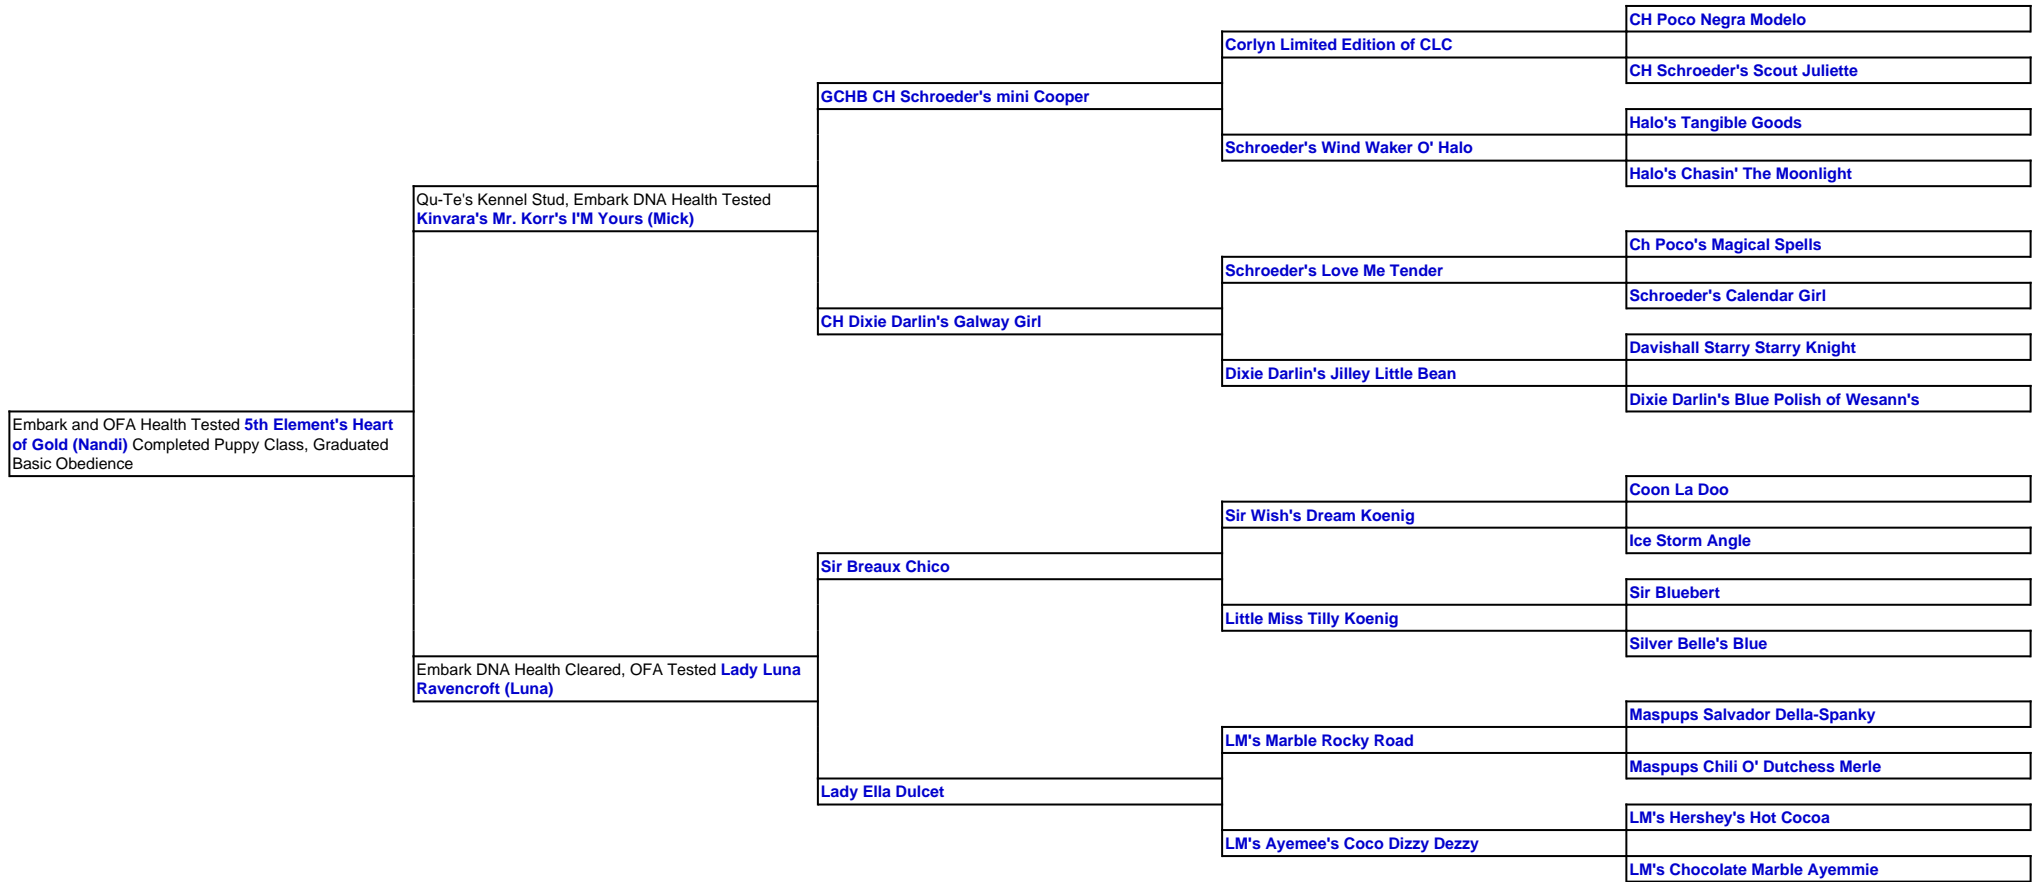 CH Poco Negra Modelo
Corlyn Limited Edition of CLC
CH Schroeder's Scout Juliette
GCHB CH Schroeder's mini Cooper
Halo's Tangible Goods
Schroeder's Wind Waker O' Halo
Halo's Chasin' The Moonlight
Qu-Te's Kennel Stud, Embark DNA Health Tested
Kinvara's Mr. Korr's I'M Yours (Mick)
Ch Poco's Magical Spells
Schroeder's Love Me Tender
Schroeder's Calendar Girl
CH Dixie Darlin's Galway Girl
Davishall Starry Starry Knight
Dixie Darlin's Jilley Little Bean
Dixie Darlin's Blue Polish of Wesann's
Embark and OFA Health Tested 5th Element's Heart
of Gold (Nandi) Completed Puppy Class, Graduated
Basic Obedience
Coon La Doo
Sir Wish's Dream Koenig
Ice Storm Angle
Sir Breaux Chico
Sir Bluebert
Little Miss Tilly Koenig
Silver Belle's Blue
Embark DNA Health Cleared, OFA Tested Lady Luna
Ravencroft (Luna)
Maspups Salvador Della-Spanky
LM's Marble Rocky Road
Maspups Chili O' Dutchess Merle
Lady Ella Dulcet
LM's Hershey's Hot Cocoa
LM's Ayemee's Coco Dizzy Dezzy
LM's Chocolate Marble Ayemmie